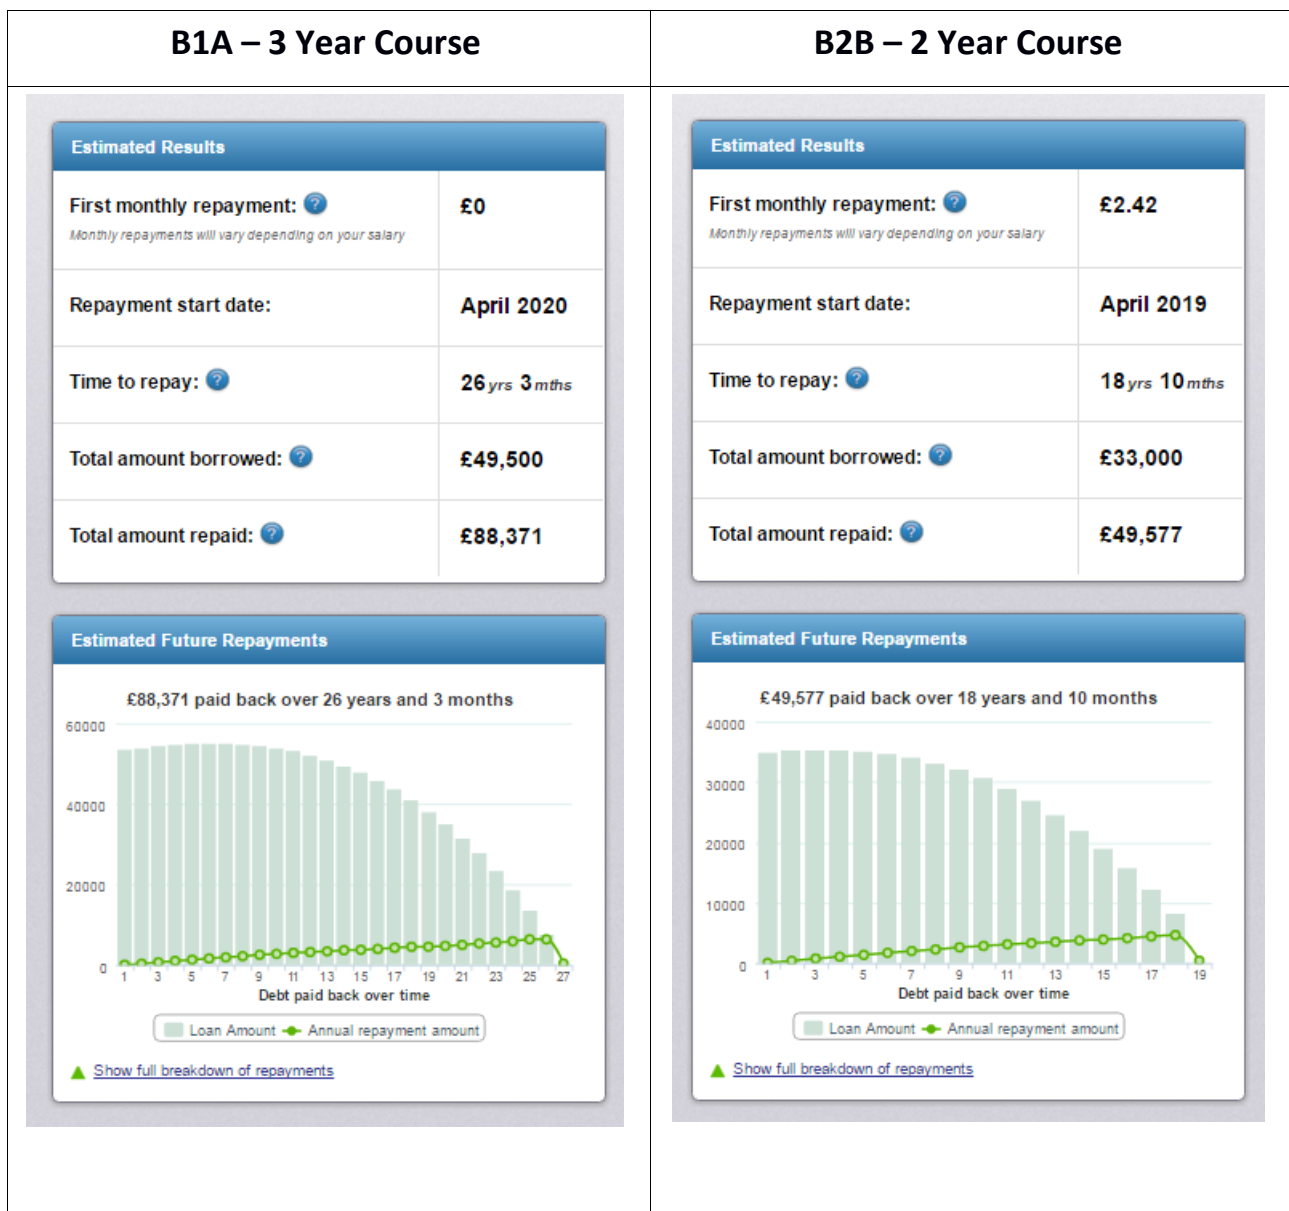 B1A – 3 Year Course
Estimated Results
First monthly repayment: ?
£0
Monthly repayments will vary depending on your salary
Repayment start date:
April 2020
Time to repay: ?
26 yrs 3 mths
Total amount borrowed: ?
£49,500
Total amount repaid: ?
£88,371
Estimated Future Repayments
£88,371 paid back over 26 years and 3 months
60000
40000
20000
0
1 3 5 7 9 11 13 15 17 19 21 23 25 27
Debt paid back over time
Loan Amount Annual repayment amount
Show full breakdown of repayments
B2B – 2 Year Course
Estimated Results
First monthly repayment: ?
£2.42
Monthly repayments will vary depending on your salary
Repayment start date:
April 2019
Time to repay: ?
18 yrs 10 mths
Total amount borrowed: ?
£33,000
Total amount repaid: ?
£49,577
Estimated Future Repayments
£49,577 paid back over 18 years and 10 months
40000
30000
20000
10000
0
1 3 5 7 9 11 13 15 17 19
Debt paid back over time
Loan Amount Annual repayment amount
Show full breakdown of repayments